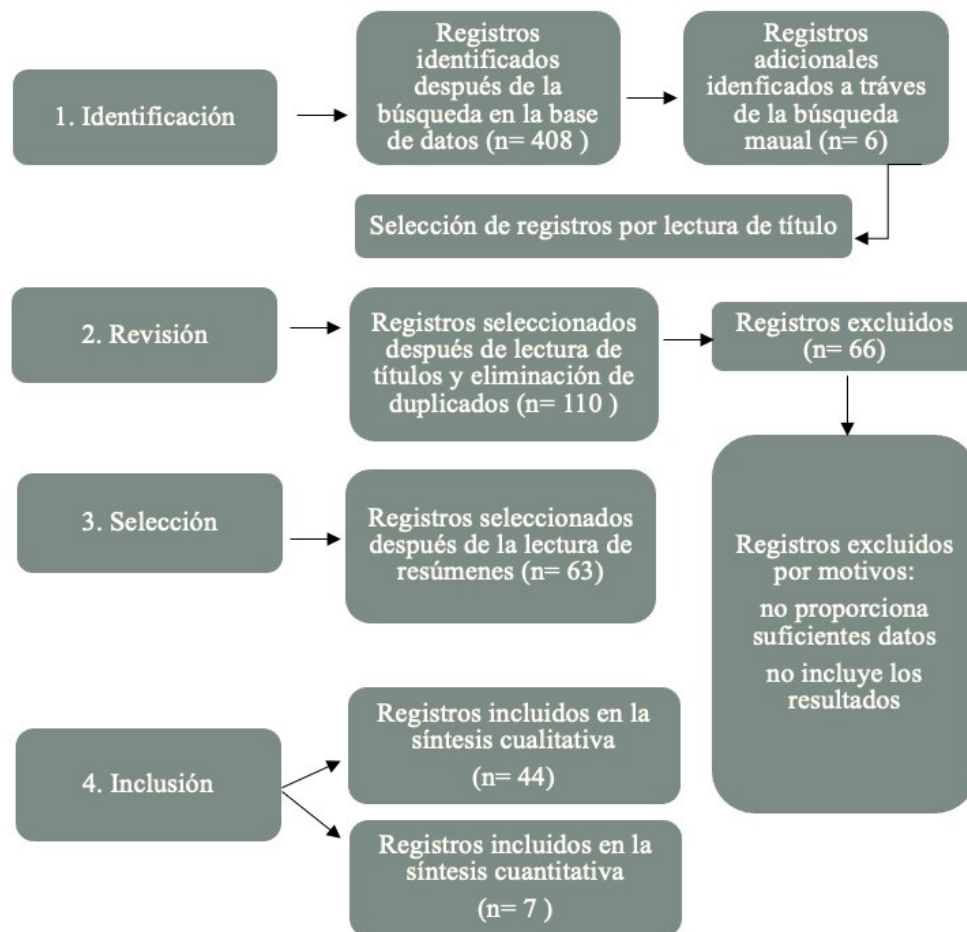 1. Identificación
Registros
identificados
después de la
búsqueda en la base
de datos (n= 408 )
Registros
adicionales
idenficados a tráves
de la búsqueda
maual (n= 6)
Selección de registros por lectura de título
2. Revisión
Registros seleccionados
después de lectura de
títulos y eliminación de
duplicados (n= 110 )
Registros excluidos
(n= 66)
3. Selección
Registros seleccionados
después de la lectura de
resúmenes (n= 63)
Registros excluidos
por motivos:
no proporciona
suficientes datos
no incluye los
resultados
4. Inclusión
Registros incluidos en la
síntesis cualitativa
(n= 44)
Registros incluidos en la
síntesis cuantitativa
(n= 7 )